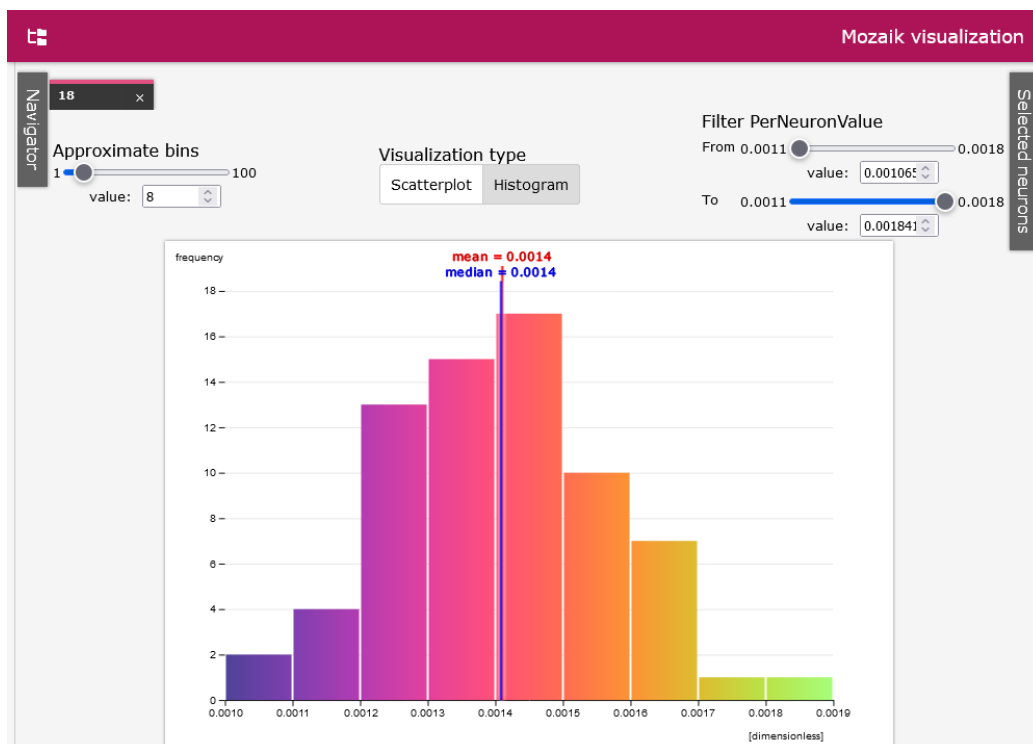 Mozaik visualization
Navigator
18 ×
Selected neurons
Filter PerNeuronValue
From 0.0011 0.0018
value: 0.001065
To 0.0011 0.0018
value: 0.001841
Approximate bins
1 100
value: 8
Visualization type
Scatterplot Histogram
frequency
mean = 0.0014
median = 0.0014
18
16
14
12
10
8
6
4
2
0
0.0010 0.0011 0.0012 0.0013 0.0014 0.0015 0.0016 0.0017 0.0018 0.0019
[dimensionless]